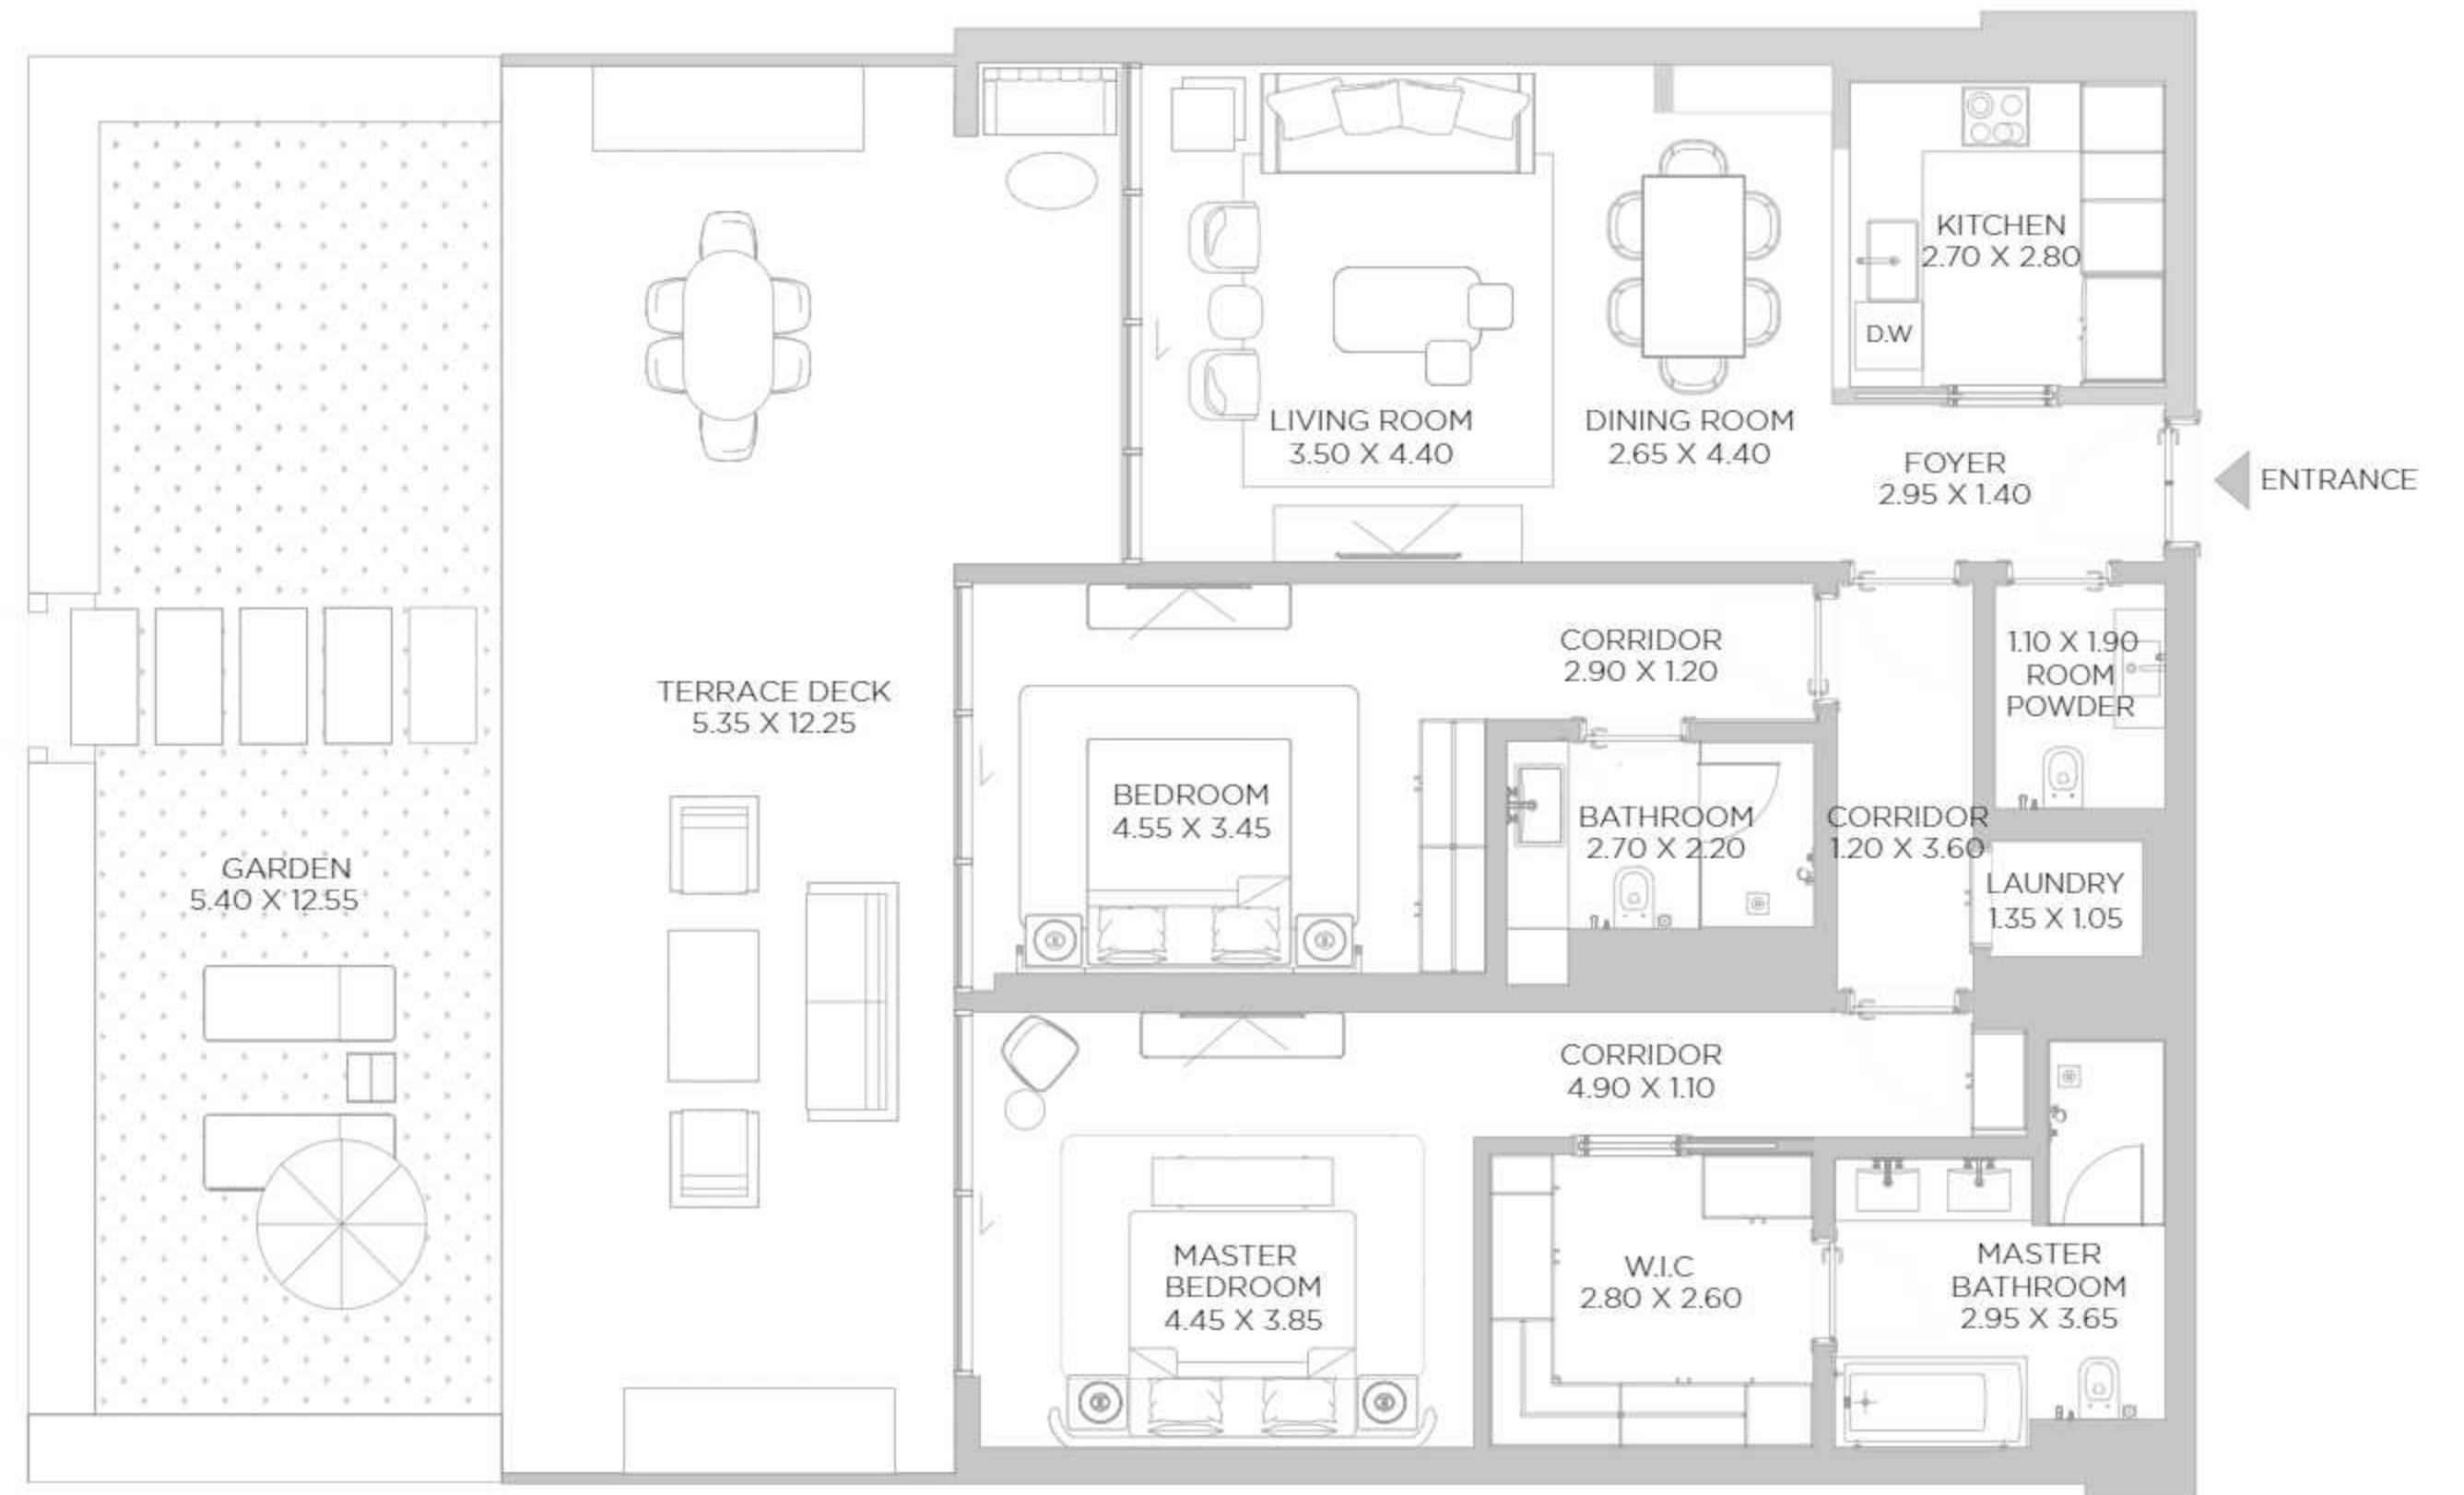 KITCHEN
2.70 X 2.80
D.W
LIVING ROOM
3.50 X 4.40
DINING ROOM
2.65 X 4.40
FOYER
2.95 X 1.40
ENTRANCE
CORRIDOR
2.90 X 1.20
1.10 X 1.90
ROOM
POWDER
TERRACE DECK
5.35 X 12.25
BEDROOM
4.55 X 3.45
BATHROOM
2.70 X 2.20
CORRIDOR
1.20 X 3.60
GARDEN
5.40 X 12.55
LAUNDRY
1.35 X 1.05
CORRIDOR
4.90 X 1.10
MASTER
BEDROOM
4.45 X 3.85
W.I.C
2.80 X 2.60
MASTER
BATHROOM
2.95 X 3.65